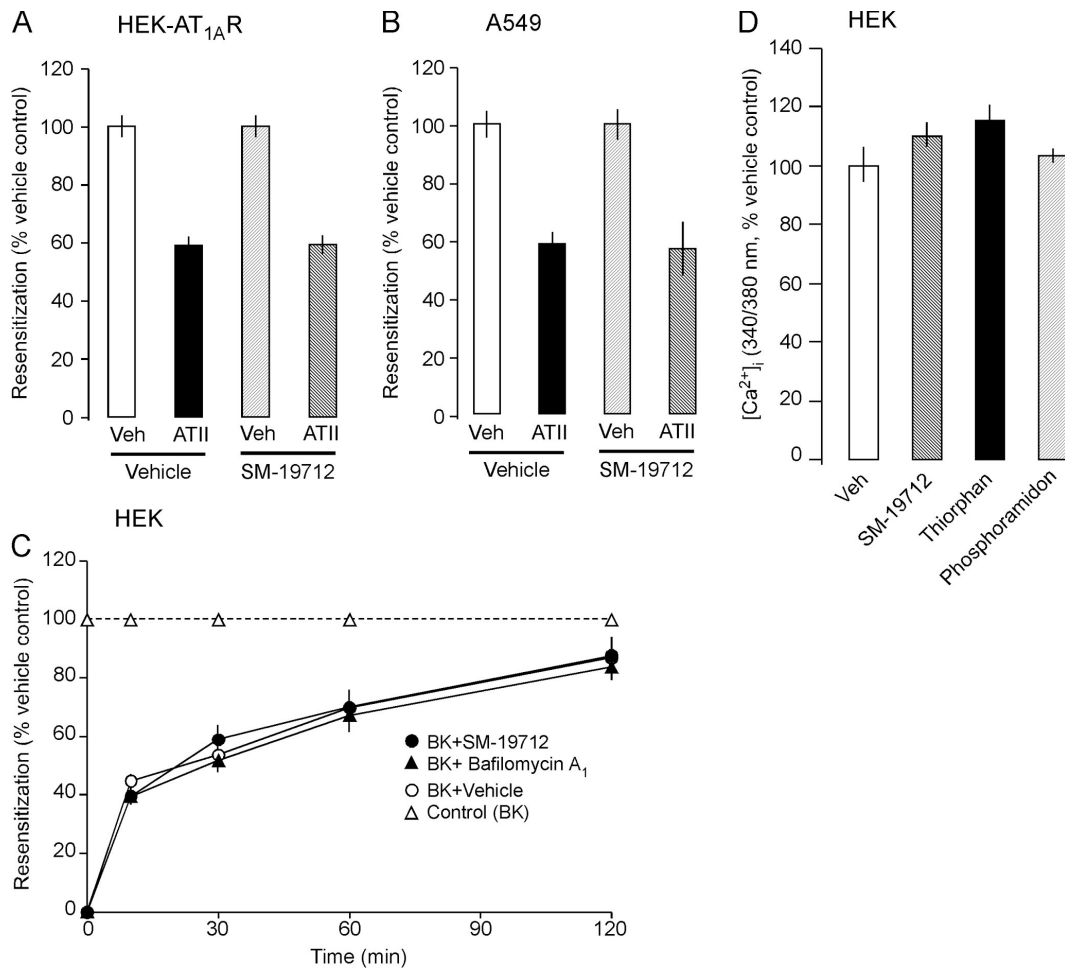 A HEK-AT1AR
Resensitization (% vehicle control)
120
100
80
60
40
20
0
Veh ATII Veh ATII
Vehicle SM-19712
B A549
Resensitization (% vehicle control)
120
100
80
60
40
20
0
Veh ATII Veh ATII
Vehicle SM-19712
D HEK
[Ca2+]i (340/380 nm, % vehicle control)
140
120
100
80
60
40
20
0
Veh
SM-19712
Thiorphan
Phosphoramidon
C HEK
Resensitization (% vehicle control)
120
100
80
60
40
20
0
BK+SM-19712
BK+ Bafilomycin A1
BK+Vehicle
Control (BK)
0 30 60 90 120
Time (min)